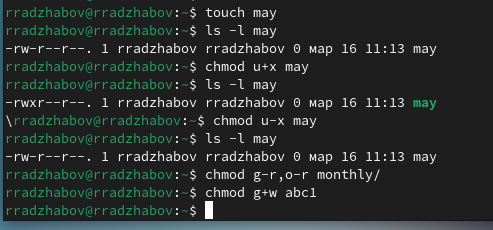 rradzhabov@rradzhabov:~$ touch may
rradzhabov@rradzhabov:~$ ls -l may
-rw-r--r--. 1 rradzhabov rradzhabov 0 мар 16 11:13 may
rradzhabov@rradzhabov:~$ chmod u+x may
rradzhabov@rradzhabov:~$ ls -l may
-rwxr--r--. 1 rradzhabov rradzhabov 0 мар 16 11:13 may
\rradzhabov@rradzhabov:~$ chmod u-x may
rradzhabov@rradzhabov:~$ ls -l may
-rw-r--r--. 1 rradzhabov rradzhabov 0 мар 16 11:13 may
rradzhabov@rradzhabov:~$ chmod g-r,o-r monthly/
rradzhabov@rradzhabov:~$ chmod g+w abc1
rradzhabov@rradzhabov:~$